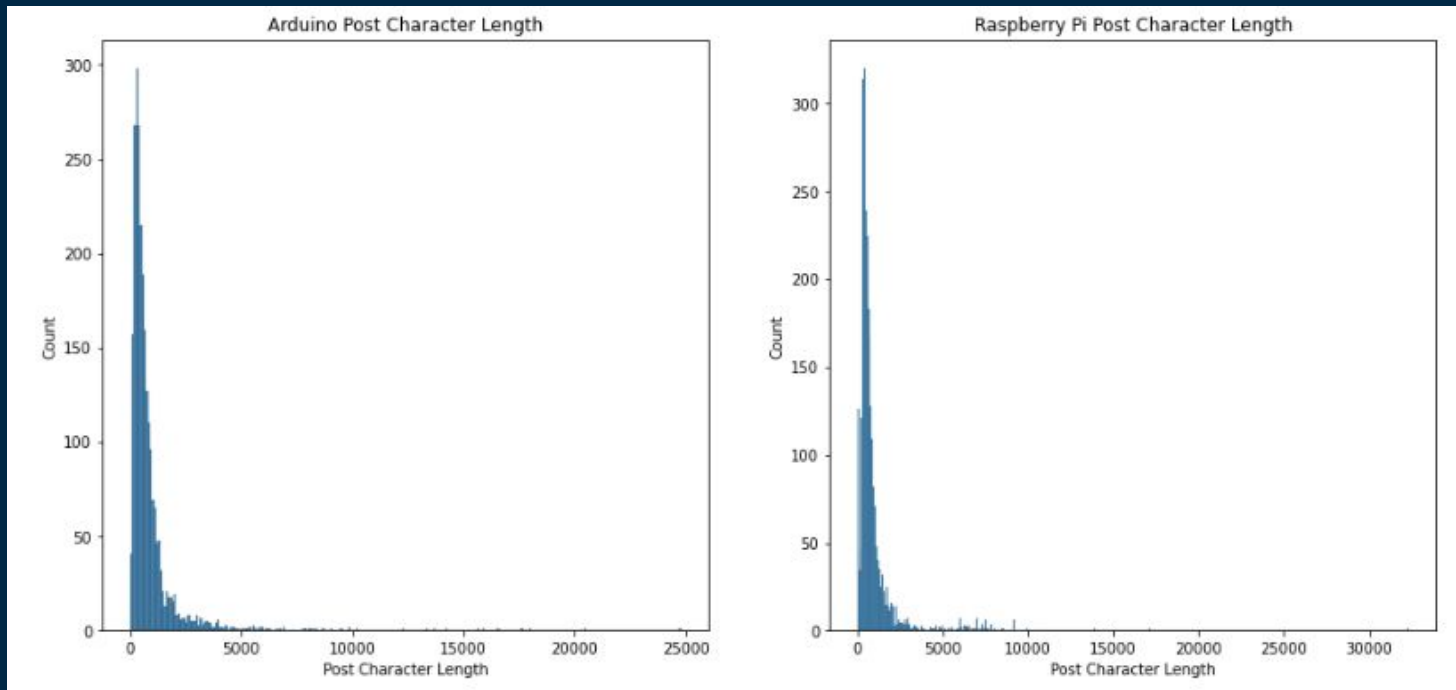 Arduino Post Character Length
300
250
200
150
100
50
0
Count
0 5000 10000 15000 20000 25000
Post Character Length
Raspberry Pi Post Character Length
300
250
200
150
100
50
0
Count
0 5000 10000 15000 20000 25000 30000
Post Character Length